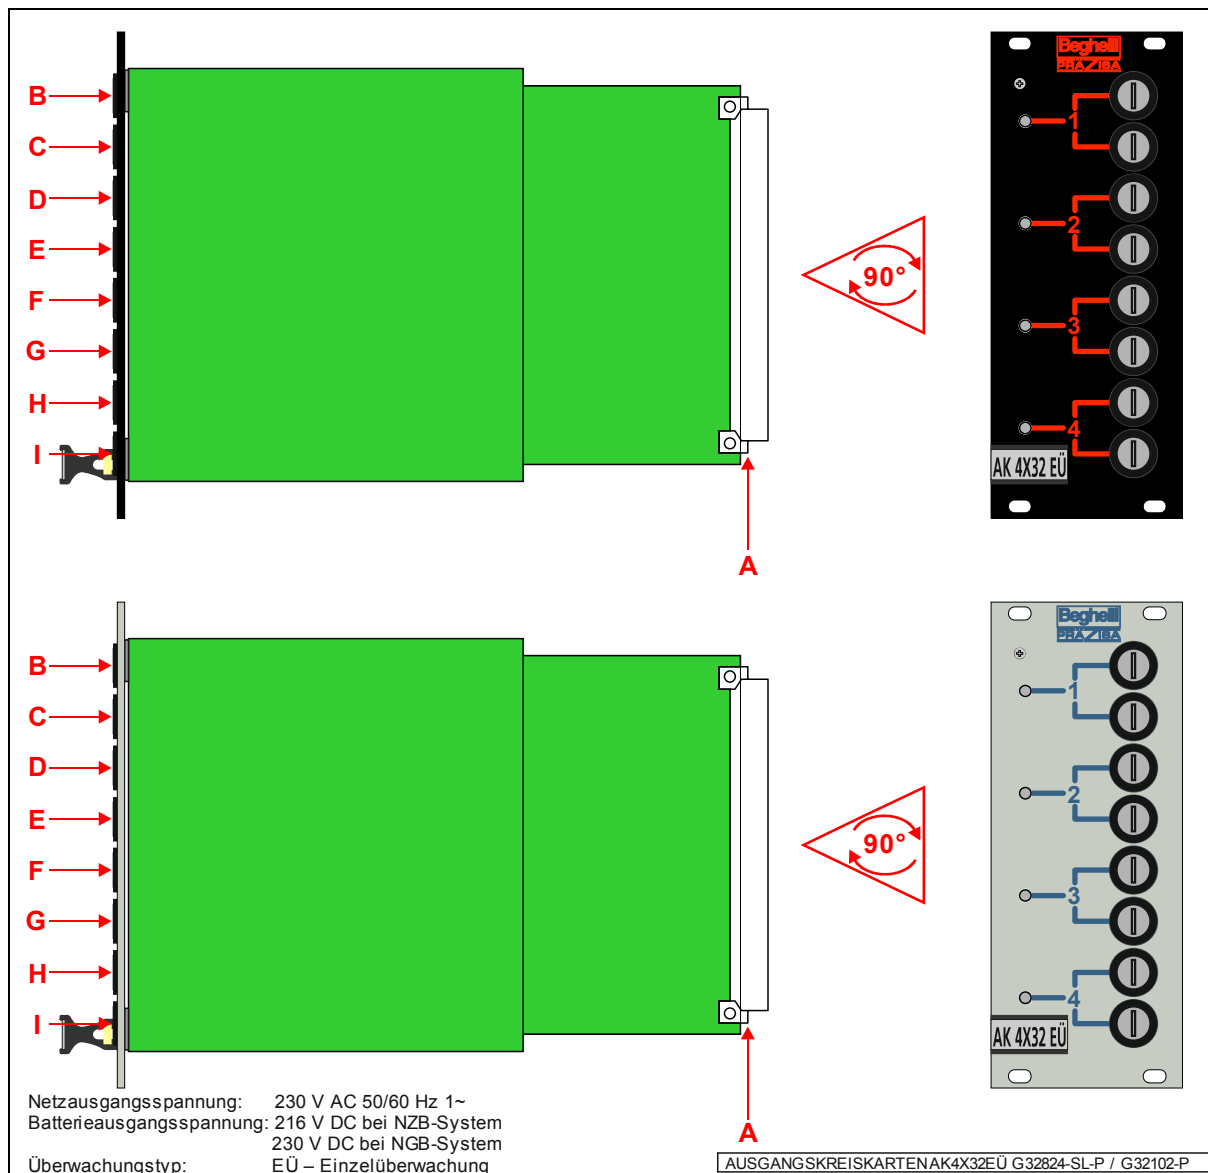 B
C
D
E
F
G
H
I
A
90°
Beghelli
PRÄZISA
1
2
3
4
AK 4X32 EÜ
B
C
D
E
F
G
H
I
A
90°
Beghelli
PRÄZISA
1
2
3
4
AK 4X32 EÜ
Netzausgangsspannung: 230 V AC 50/60 Hz 1~
Batterieausgangsspannung: 216 V DC bei NZB-System
230 V DC bei NGB-System
Überwachungstyp: EÜ – Einzelüberwachung
AUSGANGSKREISKARTEN AK4X32EÜ G32824-SL-P / G32102-P